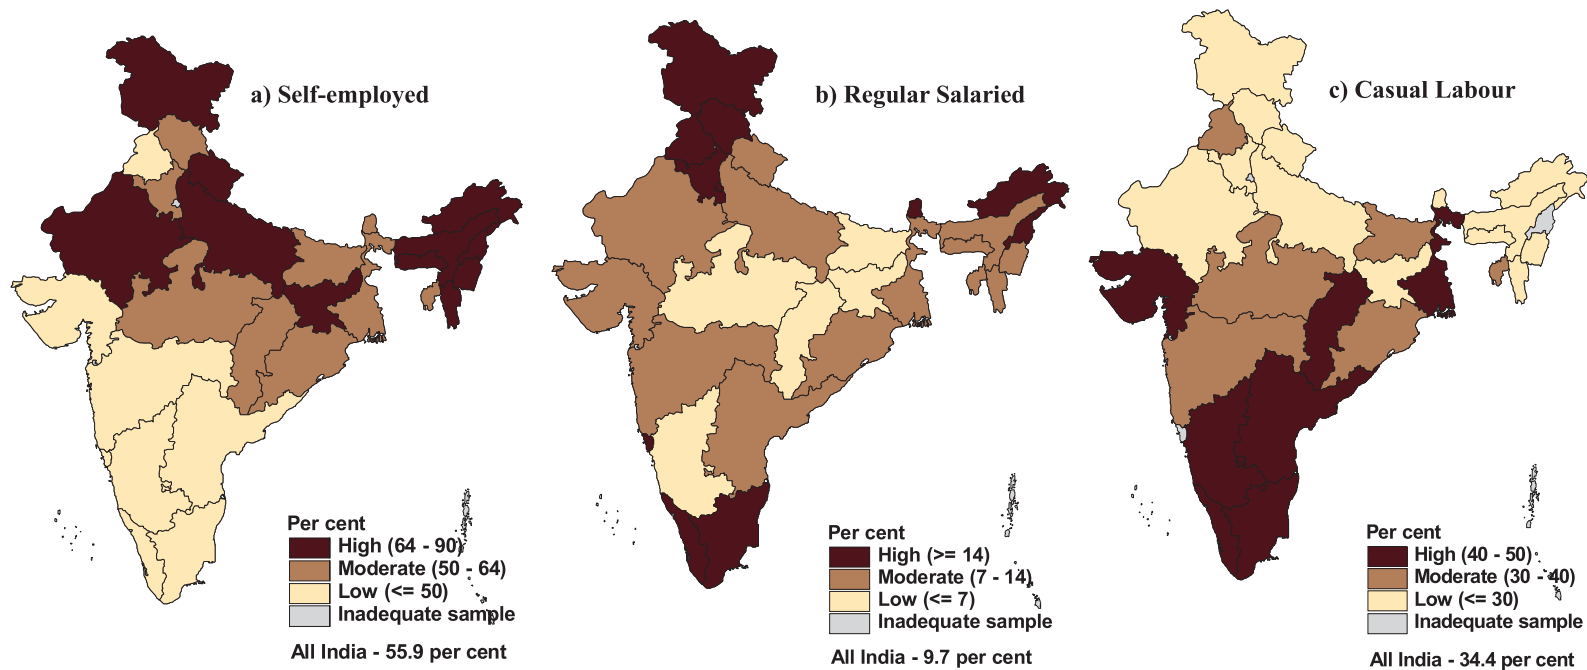 a) Self-employed
Per cent
High (64 - 90)
Moderate (50 - 64)
Low (<= 50)
Inadequate sample
All India - 55.9 per cent
b) Regular Salaried
Per cent
High (>= 14)
Moderate (7 - 14)
Low (<= 7)
Inadequate sample
All India - 9.7 per cent
c) Casual Labour
Per cent
High (40 - 50)
Moderate (30 - 40)
Low (<= 30)
Inadequate sample
All India - 34.4 per cent